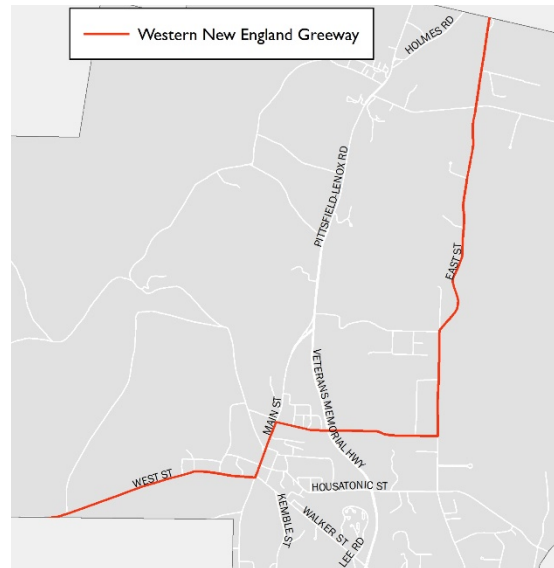 Western New England Greeway
HOLMES RD
PITTSFIELD-LENOX RD
EAST ST
VETERANS MEMORIAL HWY
MAIN ST
WEST ST
HOUSATONIC ST
KEMBLE ST
WALKER ST
LEE RD